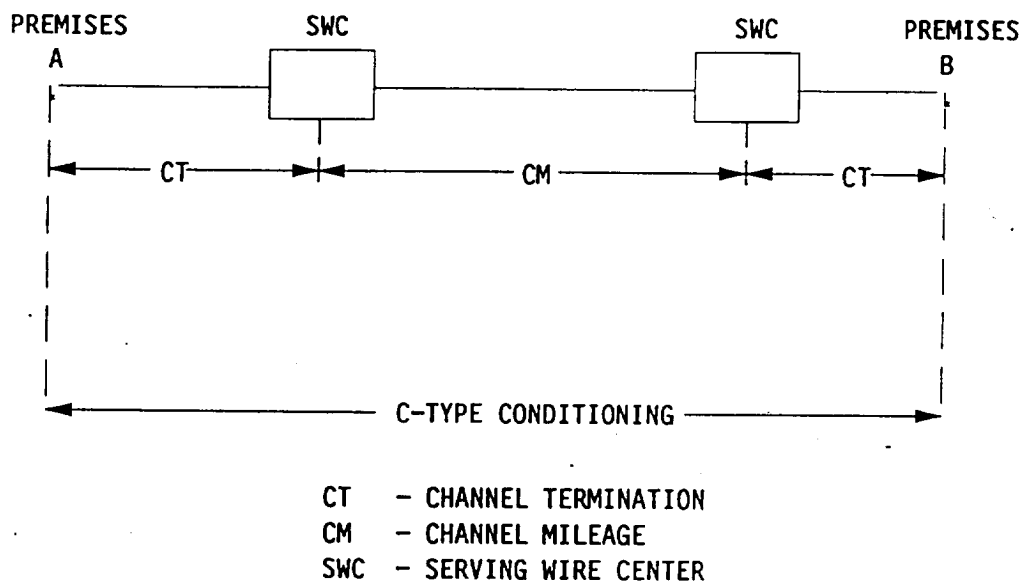 PREMISES SWC SWC PREMISES
A B
CT CM CT
C-TYPE CONDITIONING
CT - CHANNEL TERMINATION
CM - CHANNEL MILEAGE
SWC - SERVING WIRE CENTER